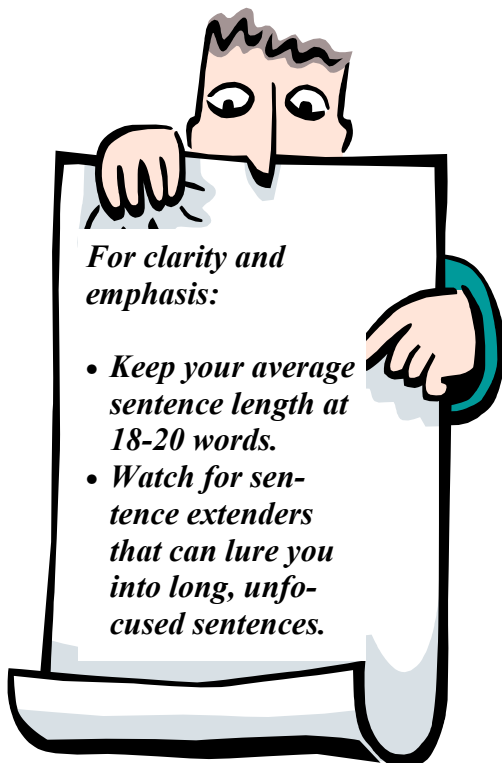 For clarity and
emphasis:
• Keep your average
sentence length at
18-20 words.
• Watch for sen-
tence extenders
that can lure you
into long, unfo-
cused sentences.